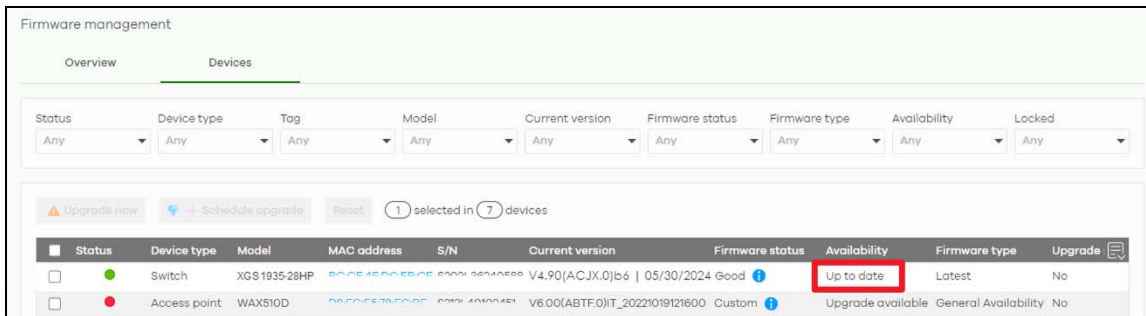 Firmware management
Overview Devices
Status Device type Tag Model Current version Firmware status Firmware type Availability Locked
Any Any Any Any Any Any Any Any Any
Upgrade now + Schedule upgrade Reset 1 selected in 7 devices
Status Device type Model MAC address S/N Current version Firmware status Availability Firmware type Upgrade
Switch XGS1935-28HP V4.90(ACJX.0)b6 | 05/30/2024 Good Up to date Latest No
Access point WAX510D V6.00(ABTF.0)IT_20221019121600 Custom Upgrade available General Availability No